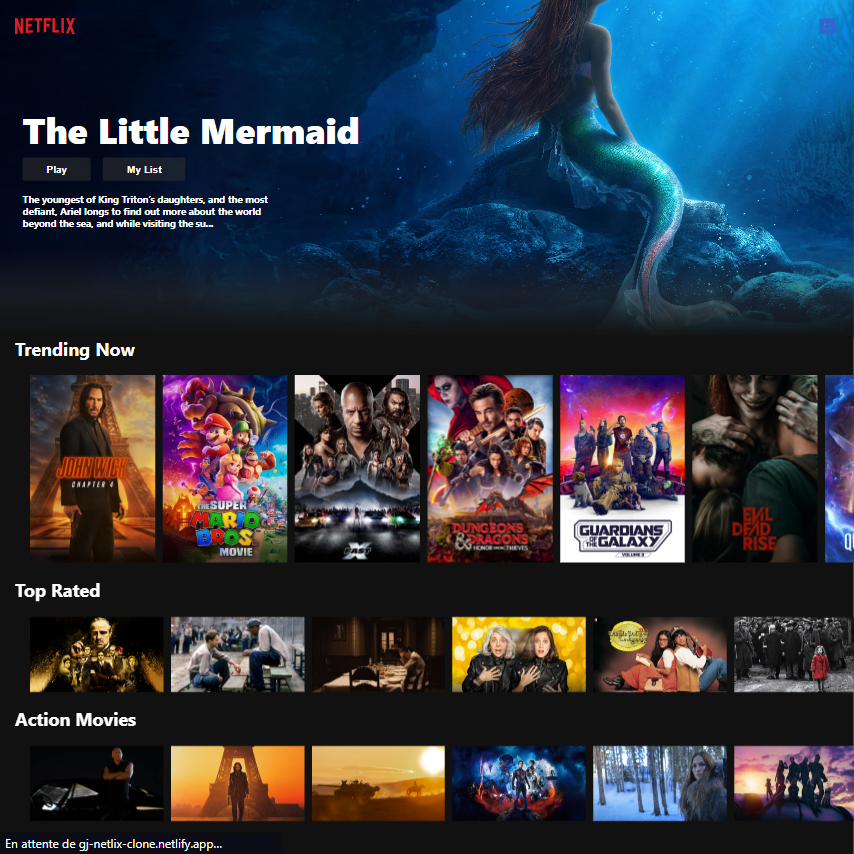 NETFLIX
The Little Mermaid
Play
My List
The youngest of King Triton's daughters, and the most
defiant, Ariel longs to find out more about the world
beyond the sea, and while visiting the su...
Trending Now
JOHN WICK
CHAPTER 4
THE SUPER
MARIO
BROS.
MOVIE
FAST X
DUNGEONS
& DRAGONS
HONOR AMONG THIEVES
GUARDIANS
OF THE GALAXY
VOLUME 3
EVIL
DEAD
RISE
Top Rated
Action Movies
En attente de gj-netlix-clone.netlify.app...